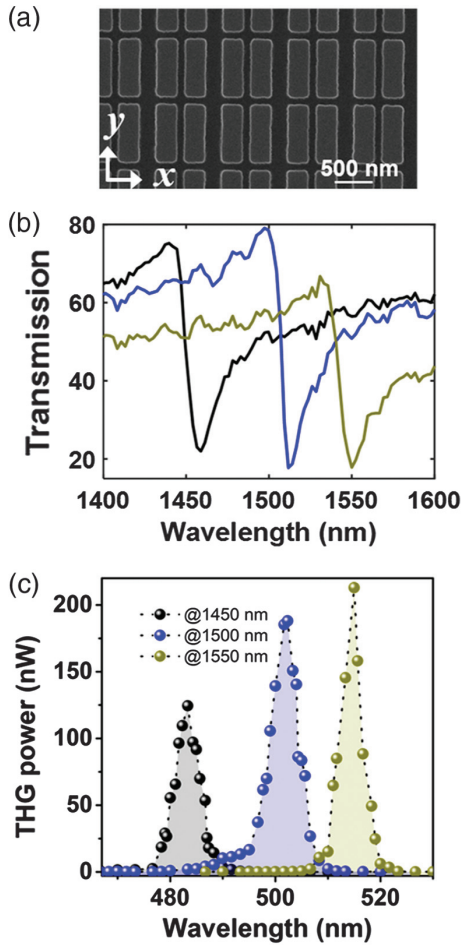 (a)
y
x
500 nm
(b)
80
60
40
20
Transmission
1400 1450 1500 1550 1600
Wavelength (nm)
(c)
200
150
100
50
0
THG power (nW)
@1450 nm
@1500 nm
@1550 nm
480 500 520
Wavelength (nm)